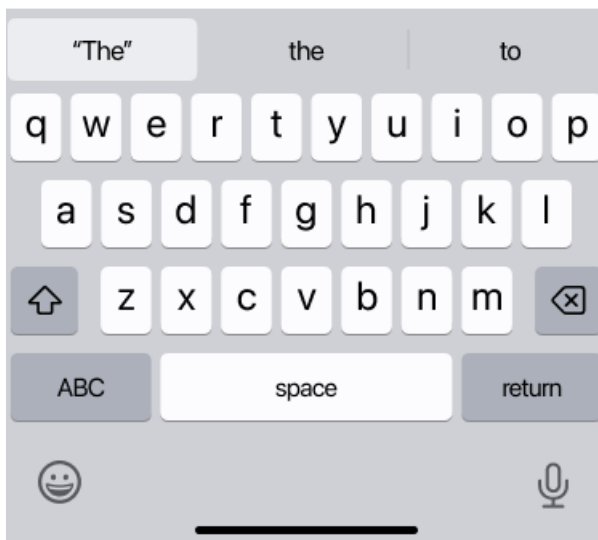 “The” the to
q w e r t y u i o p
a s d f g h j k l
z x c v b n m
ABC space return